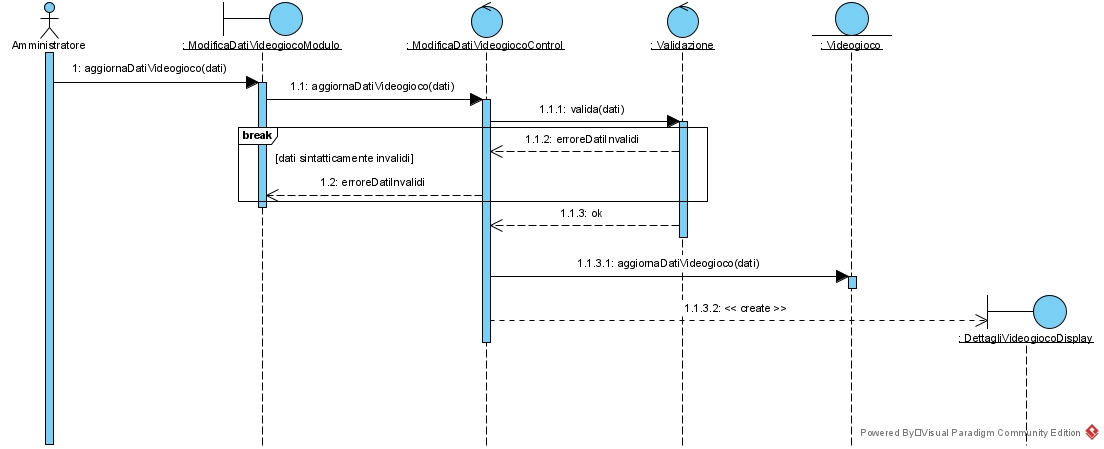 Amministratore
: ModificaDatiVideogiocoModulo
: ModificaDatiVideogiocoControl
: Validazione
: Videogioco
1: aggiornaDatiVideogioco(dati)
1.1: aggiornaDatiVideogioco(dati)
1.1.1: valida(dati)
break
1.1.2: erroreDatiInvalidi
[dati sintatticamente invalidi]
1.2: erroreDatiInvalidi
1.1.3: ok
1.1.3.1: aggiornaDatiVideogioco(dati)
1.1.3.2: << create >>
: DettagliVideogiocoDisplay
Powered By□Visual Paradigm Community Edition